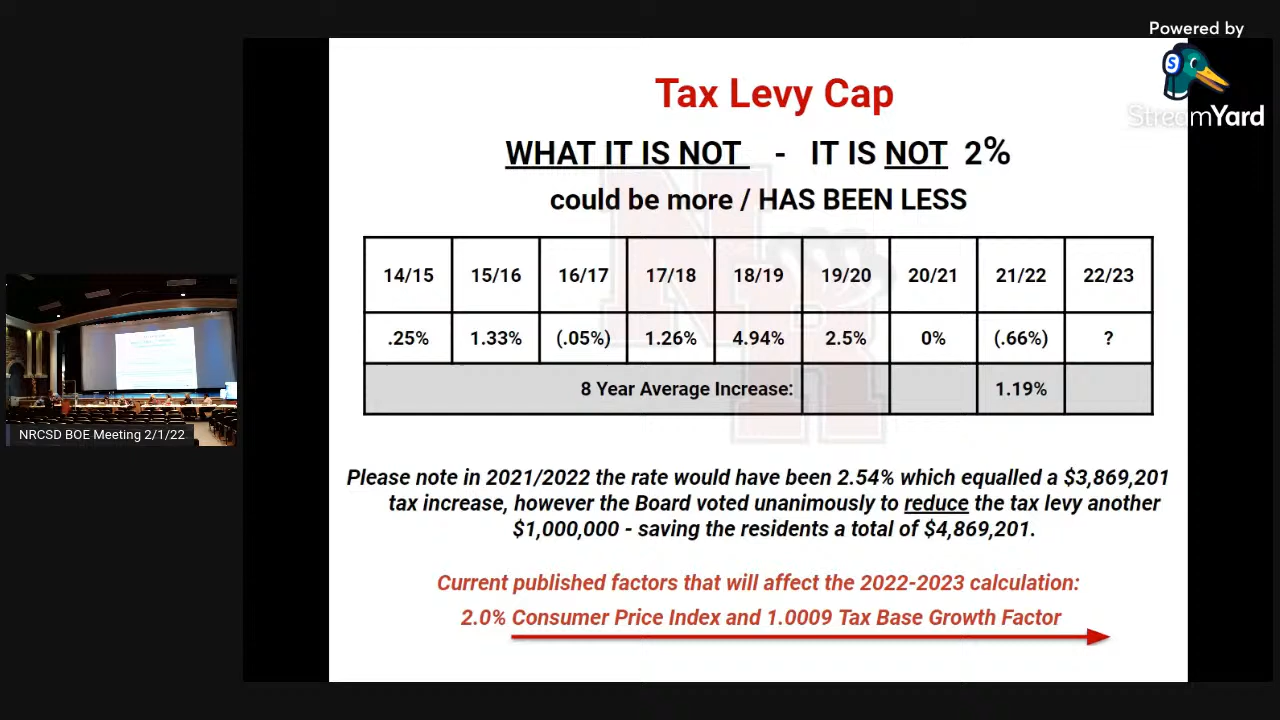 Powered by
StreamYard
Tax Levy Cap
WHAT IT IS NOT - IT IS NOT 2%
could be more / HAS BEEN LESS
14/15 15/16 16/17 17/18 18/19 19/20 20/21 21/22 22/23
.25% 1.33% (.05%) 1.26% 4.94% 2.5% 0% (.66%) ?
8 Year Average Increase: 1.19%
NRCSD BOE Meeting 2/1/22
Please note in 2021/2022 the rate would have been 2.54% which equalled a $3,869,201
tax increase, however the Board voted unanimously to reduce the tax levy another
$1,000,000 - saving the residents a total of $4,869,201.
Current published factors that will affect the 2022-2023 calculation:
2.0% Consumer Price Index and 1.0009 Tax Base Growth Factor